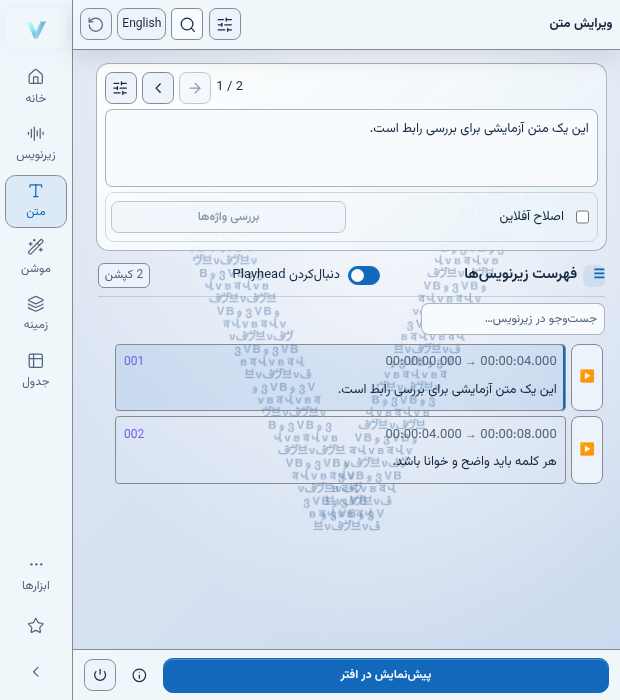 ویرایش متن
English
خانه
زیرنویس
متن
موشن
زمینه
جدول
ابزارها
1 / 2
این یک متن آزمایشی برای بررسی رابط است.
اصلاح آفلاین
بررسی واژه‌ها
فهرست زیرنویس‌ها
دنبال‌کردن Playhead
2 کپشن
جست‌وجو در زیرنویس...
00:00:00.000 → 00:00:04.000
001
این یک متن آزمایشی برای بررسی رابط است.
00:00:04.000 → 00:00:08.000
002
هر کلمه باید واضح و خوانا باشد.
پیش‌نمایش در افتر